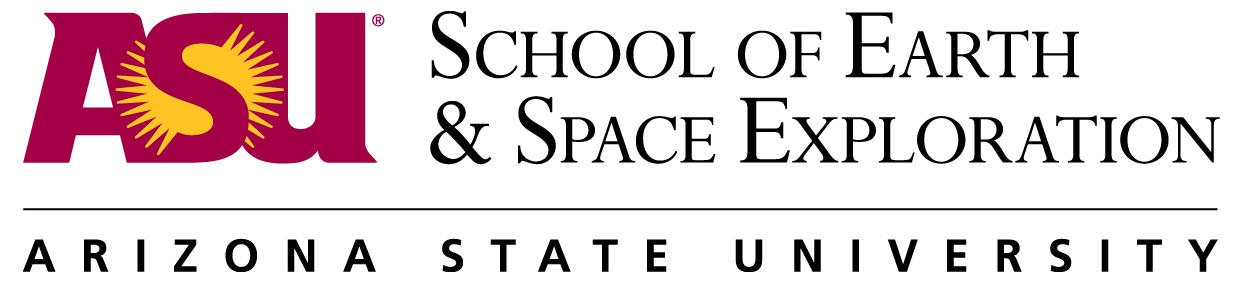 ASU®
School of Earth
& Space Exploration
ARIZONA STATE UNIVERSITY